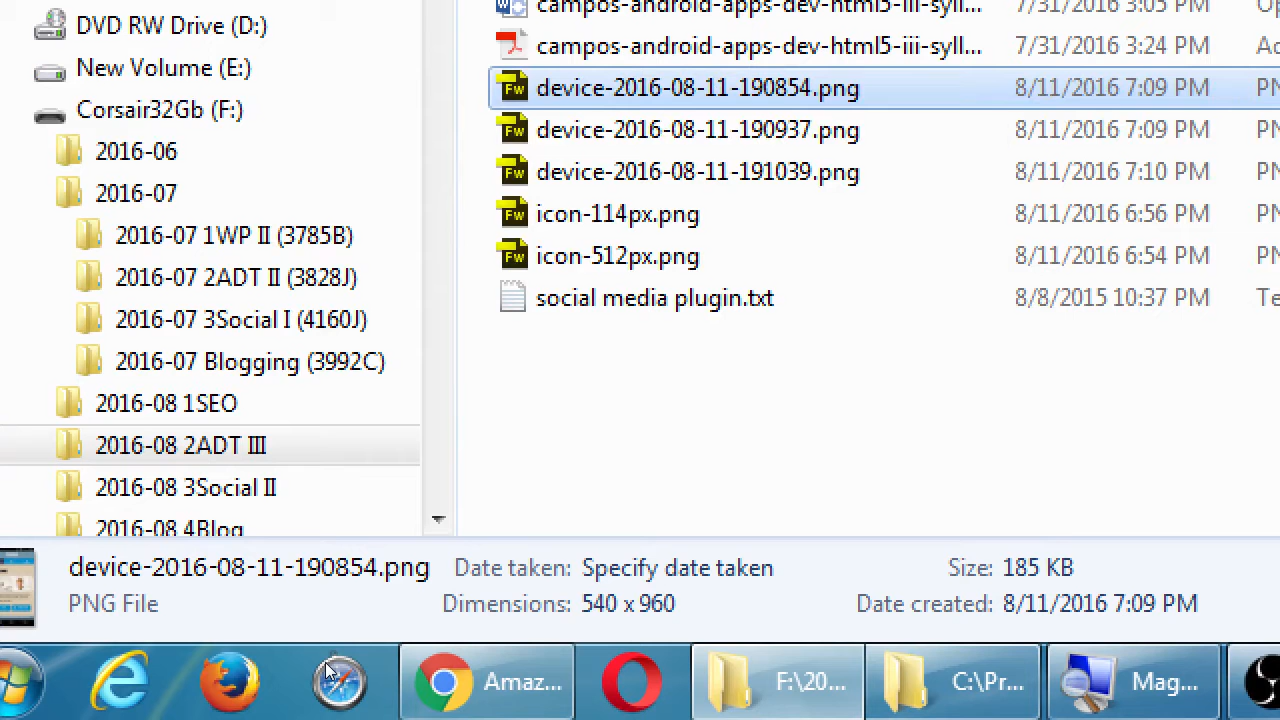 DVD RW Drive (D:)
New Volume (E:)
Corsair32Gb (F:)
2016-06
2016-07
2016-07 1WP II (3785B)
2016-07 2ADT II (3828J)
2016-07 3Social I (4160J)
2016-07 Blogging (3992C)
2016-08 1SEO
2016-08 2ADT III
2016-08 3Social II
2016-08 4Blog
campos-android-apps-dev-html5-iii-syll... 7/31/2016 3:05 PM
campos-android-apps-dev-html5-iii-syll... 7/31/2016 3:24 PM
device-2016-08-11-190854.png 8/11/2016 7:09 PM PN
device-2016-08-11-190937.png 8/11/2016 7:09 PM PN
device-2016-08-11-191039.png 8/11/2016 7:10 PM PN
icon-114px.png 8/11/2016 6:56 PM PN
icon-512px.png 8/11/2016 6:54 PM PN
social media plugin.txt 8/8/2015 10:37 PM Te
device-2016-08-11-190854.png Date taken: Specify date taken Size: 185 KB
PNG File Dimensions: 540 x 960 Date created: 8/11/2016 7:09 PM
Amaz... F:\20... C:\Pr... Mag...